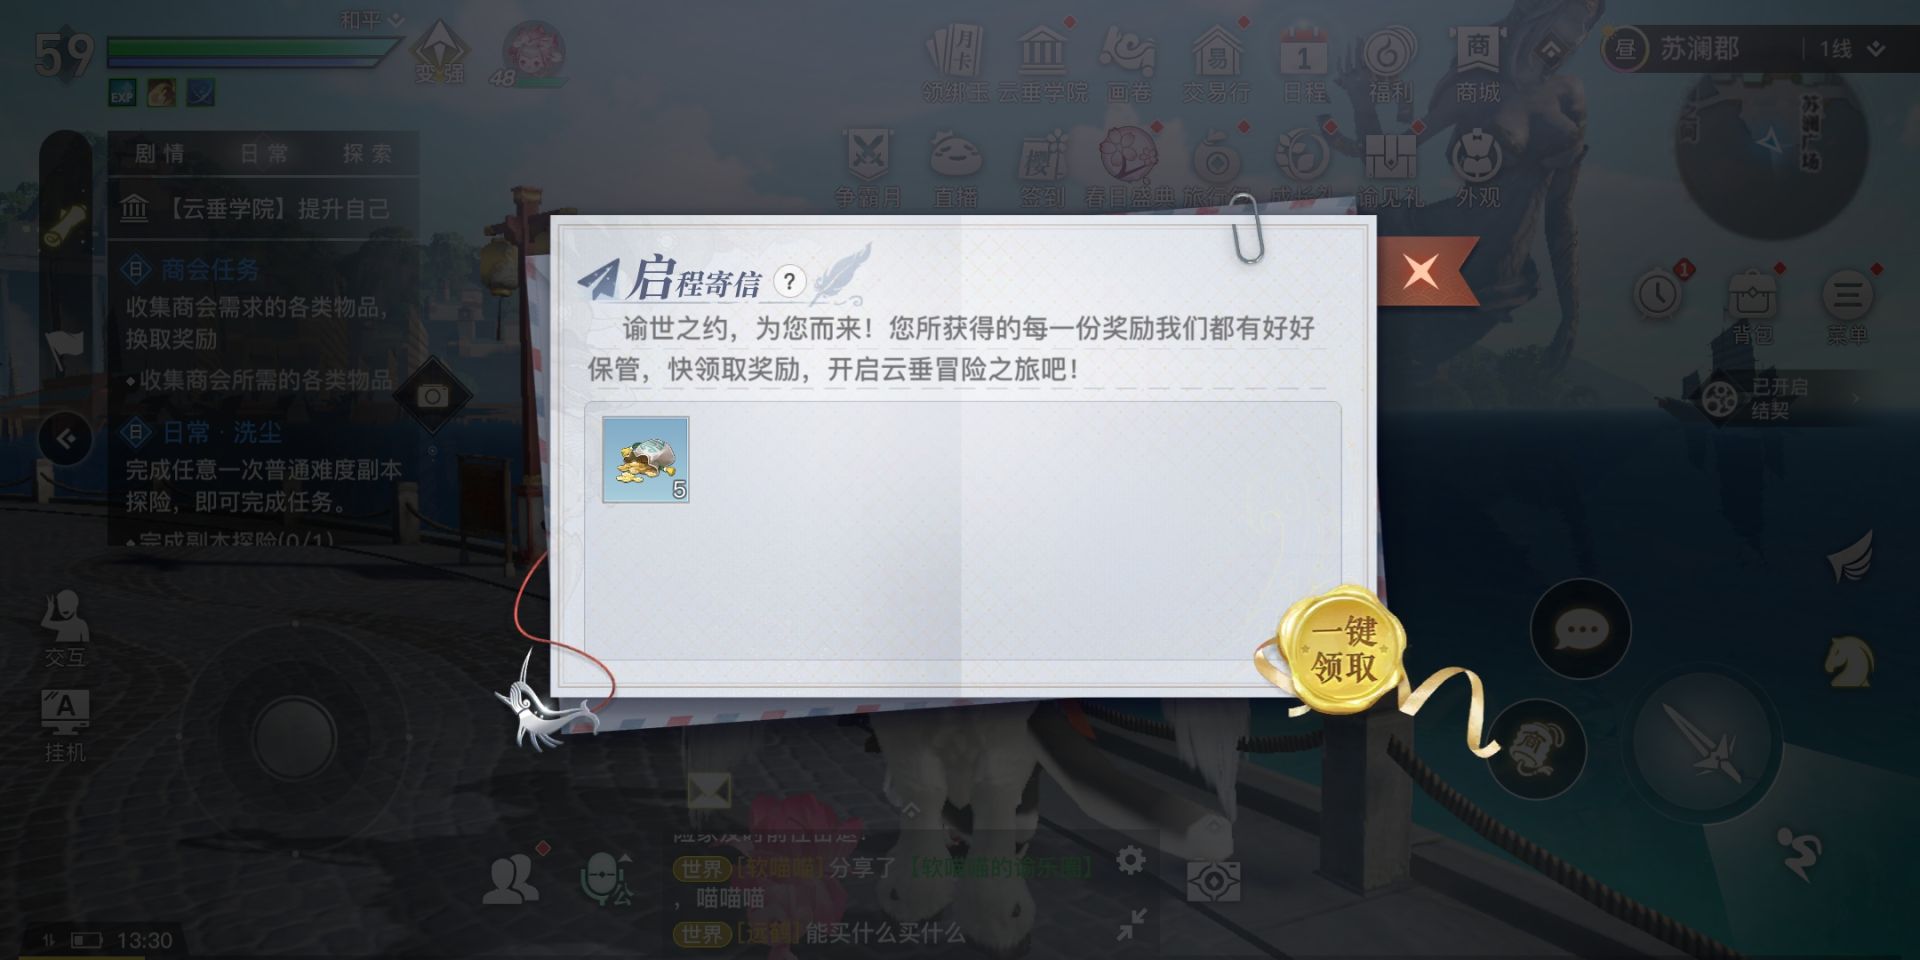 59
和平
变强
48
EXP
领绑玉 云垂学院 画卷 交易行 日程 福利 商城
月卡
易
1
商
昼 苏澜郡 1线
争霸月 直播 签到 春日盛典 谕见礼 外观
樱
剧情 日常 探索
【云垂学院】提升自己
日 商会任务
收集商会需求的各类物品,
换取奖励
收集商会所需的各类物品
日 日常·洗尘
完成任意一次普通难度副本
探险，即可完成任务。
完成副本探险(0/1)
启程寄信 ?
谕世之约，为您而来！您所获得的每一份奖励我们都有好好
保管，快领取奖励，开启云垂冒险之旅吧！
5
一键
领取
1
背包 菜单
已开启
结契
交互
A
挂机
商
公
世界 [软喵喵]分享了 【软喵喵的谕乐圈】
，喵喵喵
世界 [远鹤]能买什么买什么
13:30